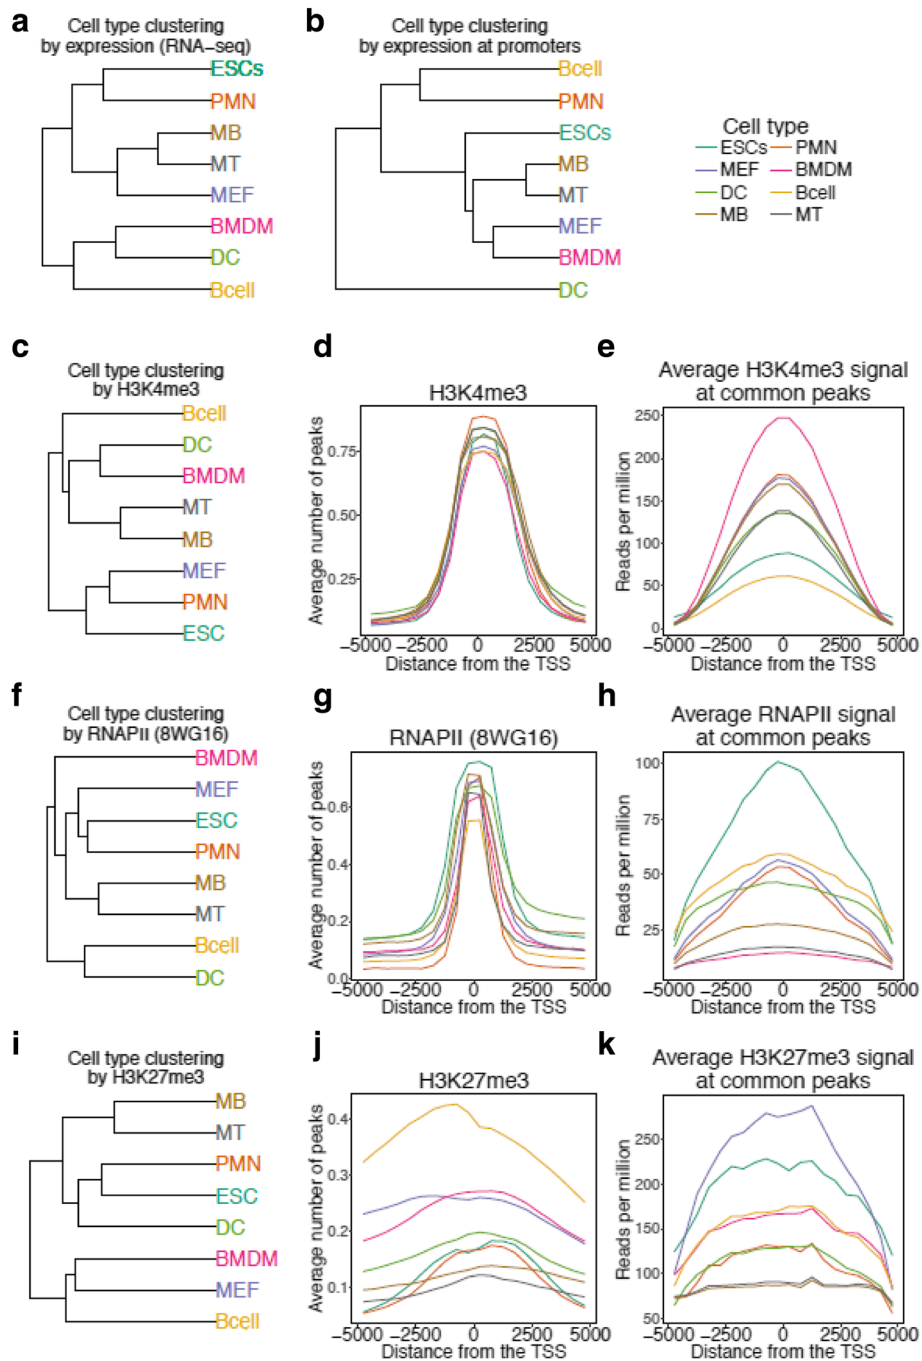 a
Cell type clustering
by expression (RNA−seq)
ESCs
PMN
MB
MT
MEF
BMDM
DC
Bcell
b
Cell type clustering
by expression at promoters
Bcell
PMN
ESCs
MB
MT
MEF
BMDM
DC
Cell type
ESCs PMN
MEF BMDM
DC Bcell
MB MT
c
Cell type clustering
by H3K4me3
Bcell
DC
BMDM
MT
MB
MEF
PMN
ESC
d
H3K4me3
Average number of peaks
0.75
0.50
0.25
−5000 −2500 0 2500 5000
Distance from the TSS
e
Average H3K4me3 signal
at common peaks
Reads per million
250
200
150
100
50
0
−5000 −2500 0 2500 5000
Distance from the TSS
f
Cell type clustering
by RNAPII (8WG16)
BMDM
MEF
ESC
PMN
MB
MT
Bcell
DC
g
RNAPII (8WG16)
Average number of peaks
0.6
0.4
0.2
0.0
−5000 −2500 0 2500 5000
Distance from the TSS
h
Average RNAPII signal
at common peaks
Reads per million
100
75
50
25
−5000 −2500 0 2500 5000
Distance from the TSS
i
Cell type clustering
by H3K27me3
MB
MT
PMN
ESC
DC
BMDM
MEF
Bcell
j
H3K27me3
Average number of peaks
0.4
0.3
0.2
0.1
−5000 −2500 0 2500 5000
Distance from the TSS
k
Average H3K27me3 signal
at common peaks
Reads per million
250
200
150
100
50
−5000 −2500 0 2500 5000
Distance from the TSS